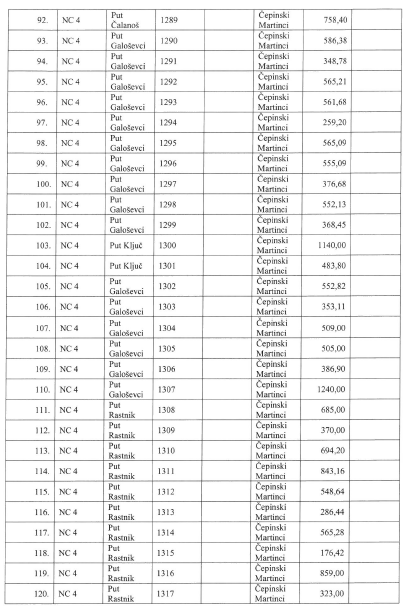 92. NC 4 Put Čalanoš 1289 Čepinski Martinci 758,40
93. NC 4 Put Galoševci 1290 Čepinski Martinci 586,38
94. NC 4 Put Galoševci 1291 Čepinski Martinci 348,78
95. NC 4 Put Galoševci 1292 Čepinski Martinci 565,21
96. NC 4 Put Galoševci 1293 Čepinski Martinci 561,68
97. NC 4 Put Galoševci 1294 Čepinski Martinci 259,20
98. NC 4 Put Galoševci 1295 Čepinski Martinci 565,09
99. NC 4 Put Galoševci 1296 Čepinski Martinci 555,09
100. NC 4 Put Galoševci 1297 Čepinski Martinci 376,68
101. NC 4 Put Galoševci 1298 Čepinski Martinci 552,13
102. NC 4 Put Galoševci 1299 Čepinski Martinci 368,45
103. NC 4 Put Ključ 1300 Čepinski Martinci 1140,00
104. NC 4 Put Ključ 1301 Čepinski Martinci 483,80
105. NC 4 Put Galoševci 1302 Čepinski Martinci 552,82
106. NC 4 Put Galoševci 1303 Čepinski Martinci 353,11
107. NC 4 Put Galoševci 1304 Čepinski Martinci 509,00
108. NC 4 Put Galoševci 1305 Čepinski Martinci 505,00
109. NC 4 Put Galoševci 1306 Čepinski Martinci 386,90
110. NC 4 Put Galoševci 1307 Čepinski Martinci 1240,00
111. NC 4 Put Rastnik 1308 Čepinski Martinci 685,00
112. NC 4 Put Rastnik 1309 Čepinski Martinci 370,00
113. NC 4 Put Rastnik 1310 Čepinski Martinci 694,20
114. NC 4 Put Rastnik 1311 Čepinski Martinci 843,16
115. NC 4 Put Rastnik 1312 Čepinski Martinci 548,64
116. NC 4 Put Rastnik 1313 Čepinski Martinci 286,44
117. NC 4 Put Rastnik 1314 Čepinski Martinci 565,28
118. NC 4 Put Rastnik 1315 Čepinski Martinci 176,42
119. NC 4 Put Rastnik 1316 Čepinski Martinci 859,00
120. NC 4 Put Rastnik 1317 Čepinski Martinci 323,00